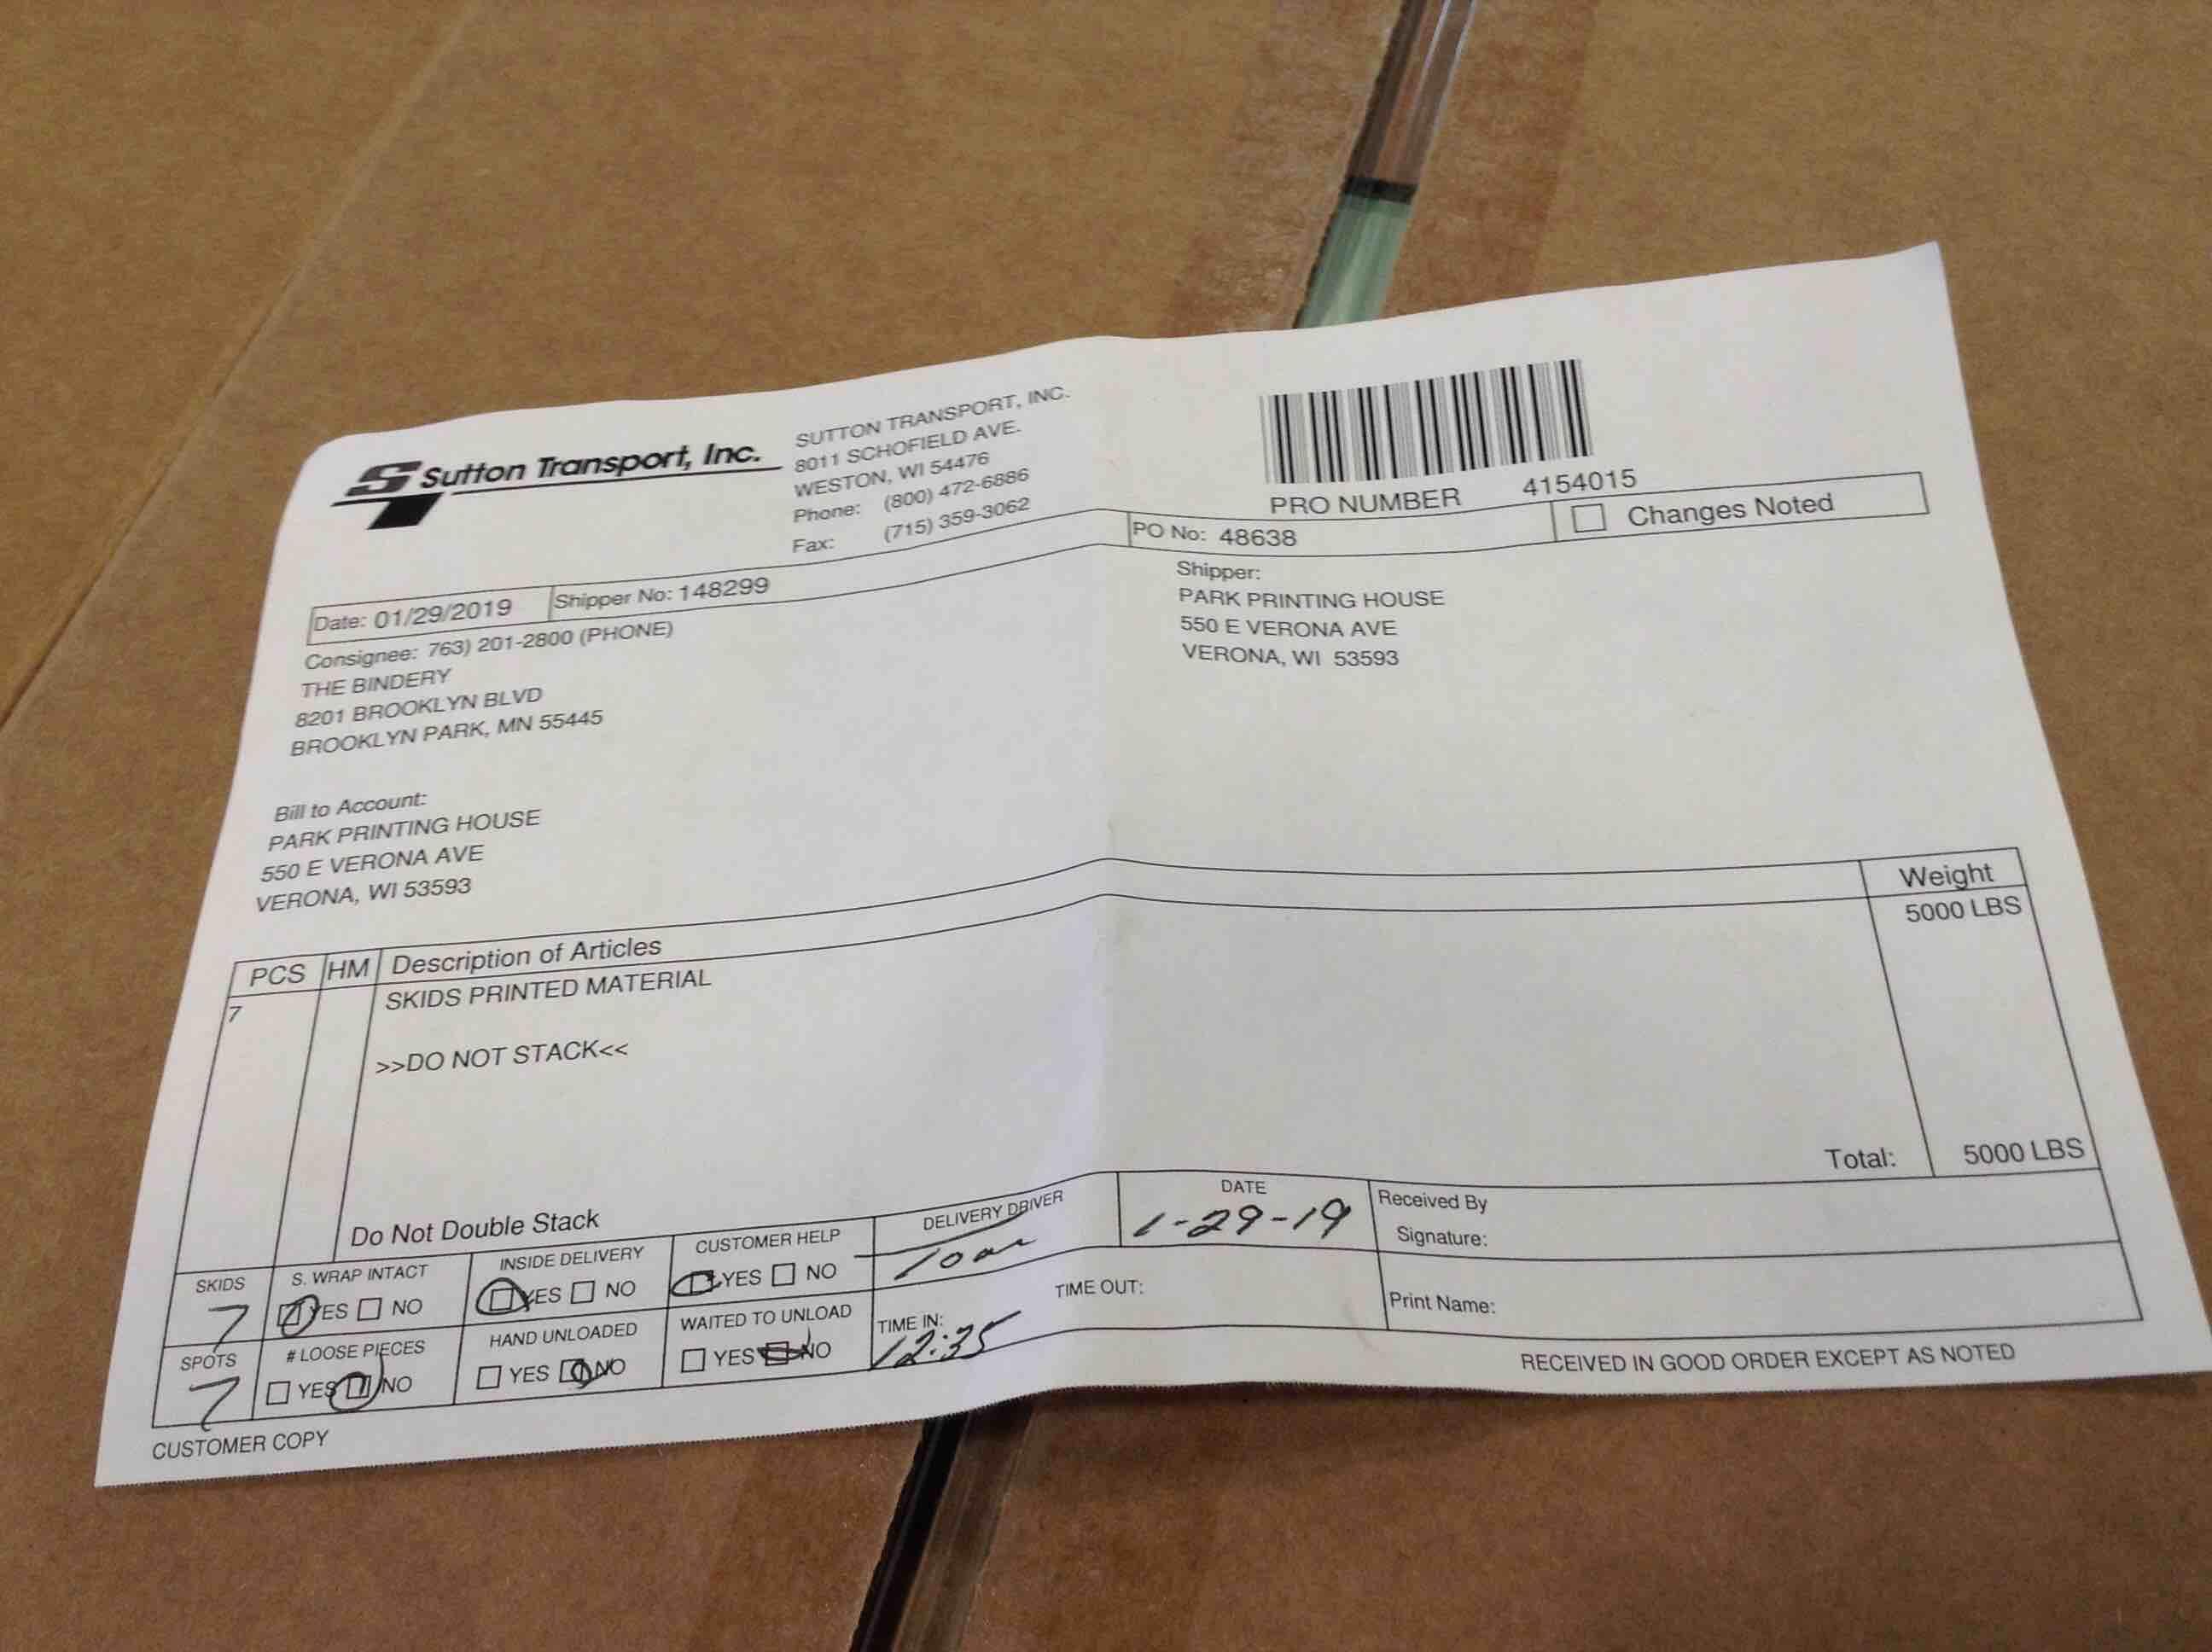 Sutton Transport, Inc.
SUTTON TRANSPORT, INC.
8011 SCHOFIELD AVE.
WESTON, WI 54476
Phone: (800) 472-6886
Fax: (715) 359-3062
PRO NUMBER 4154015
PO No: 48638
Changes Noted
Date: 01/29/2019 Shipper No: 148299
Consignee: 763) 201-2800 (PHONE)
THE BINDERY
8201 BROOKLYN BLVD
BROOKLYN PARK, MN 55445
Shipper:
PARK PRINTING HOUSE
550 E VERONA AVE
VERONA, WI 53593
Bill to Account:
PARK PRINTING HOUSE
550 E VERONA AVE
VERONA, WI 53593
PCS HM Description of Articles Weight
7 SKIDS PRINTED MATERIAL 5000 LBS
>>DO NOT STACK<<
Total: 5000 LBS
Do Not Double Stack
SKIDS
7
S. WRAP INTACT
YES NO
INSIDE DELIVERY
YES NO
CUSTOMER HELP
YES NO
DELIVERY DRIVER
DATE
1-29-19
Received By
Signature:
SPOTS
7
# LOOSE PIECES
YES NO
HAND UNLOADED
YES NO
WAITED TO UNLOAD
YES NO
TIME IN:
12:35
TIME OUT:
Print Name:
RECEIVED IN GOOD ORDER EXCEPT AS NOTED
CUSTOMER COPY